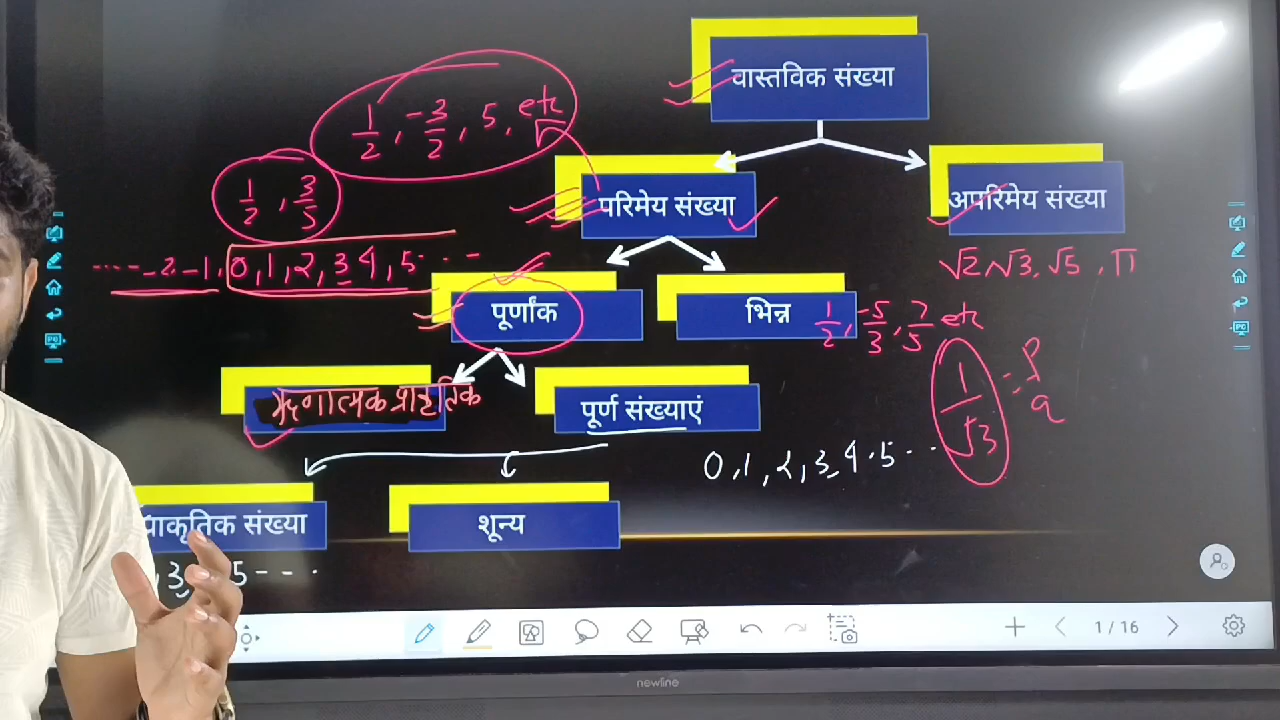 वास्तविक संख्या
1/2, -3/2, 5, etc
1/2, 3/5
परिमेय संख्या
अपरिमेय संख्या
-----2-1, 0,1,2,3 4,5---
√2, √3, √5, π
पूर्णांक
भिन्न
1/2, -5/3, 7/5 etc
1/√3 = p/q
ऋणात्मक प्राकृतिक
पूर्ण संख्याएं
0,1,2,3 4.5--
प्राकृतिक संख्या
शून्य
,3 5---
1 / 16
newline